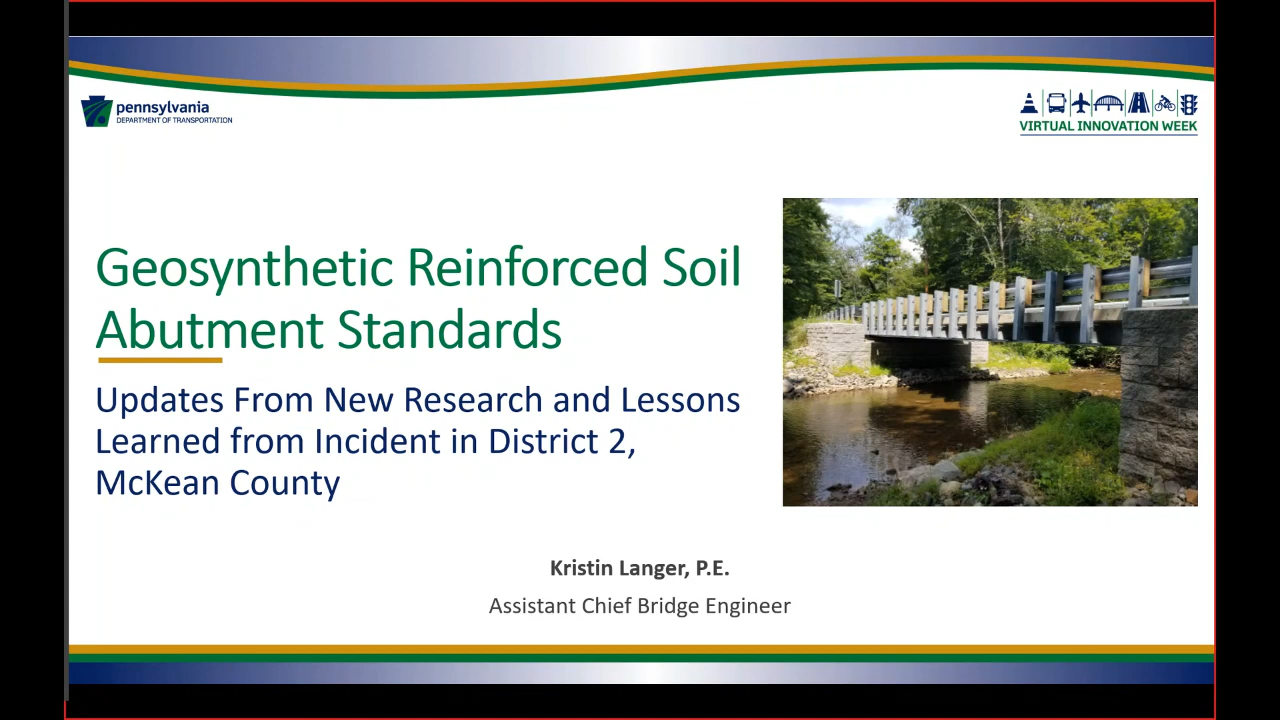 pennsylvania
DEPARTMENT OF TRANSPORTATION
VIRTUAL INNOVATION WEEK
Geosynthetic Reinforced Soil
Abutment Standards
Updates From New Research and Lessons
Learned from Incident in District 2,
McKean County
Kristin Langer, P.E.
Assistant Chief Bridge Engineer